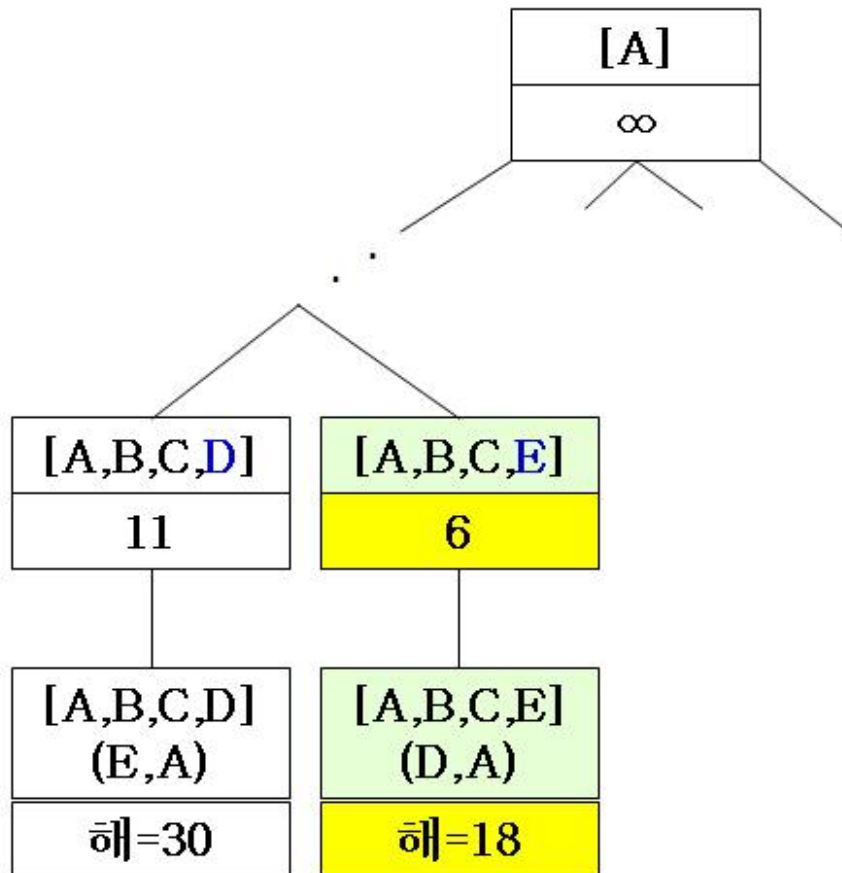 [A]
∞
[A,B,C,D]
11
[A,B,C,E]
6
[A,B,C,D]
(E,A)
해=30
[A,B,C,E]
(D,A)
해=18